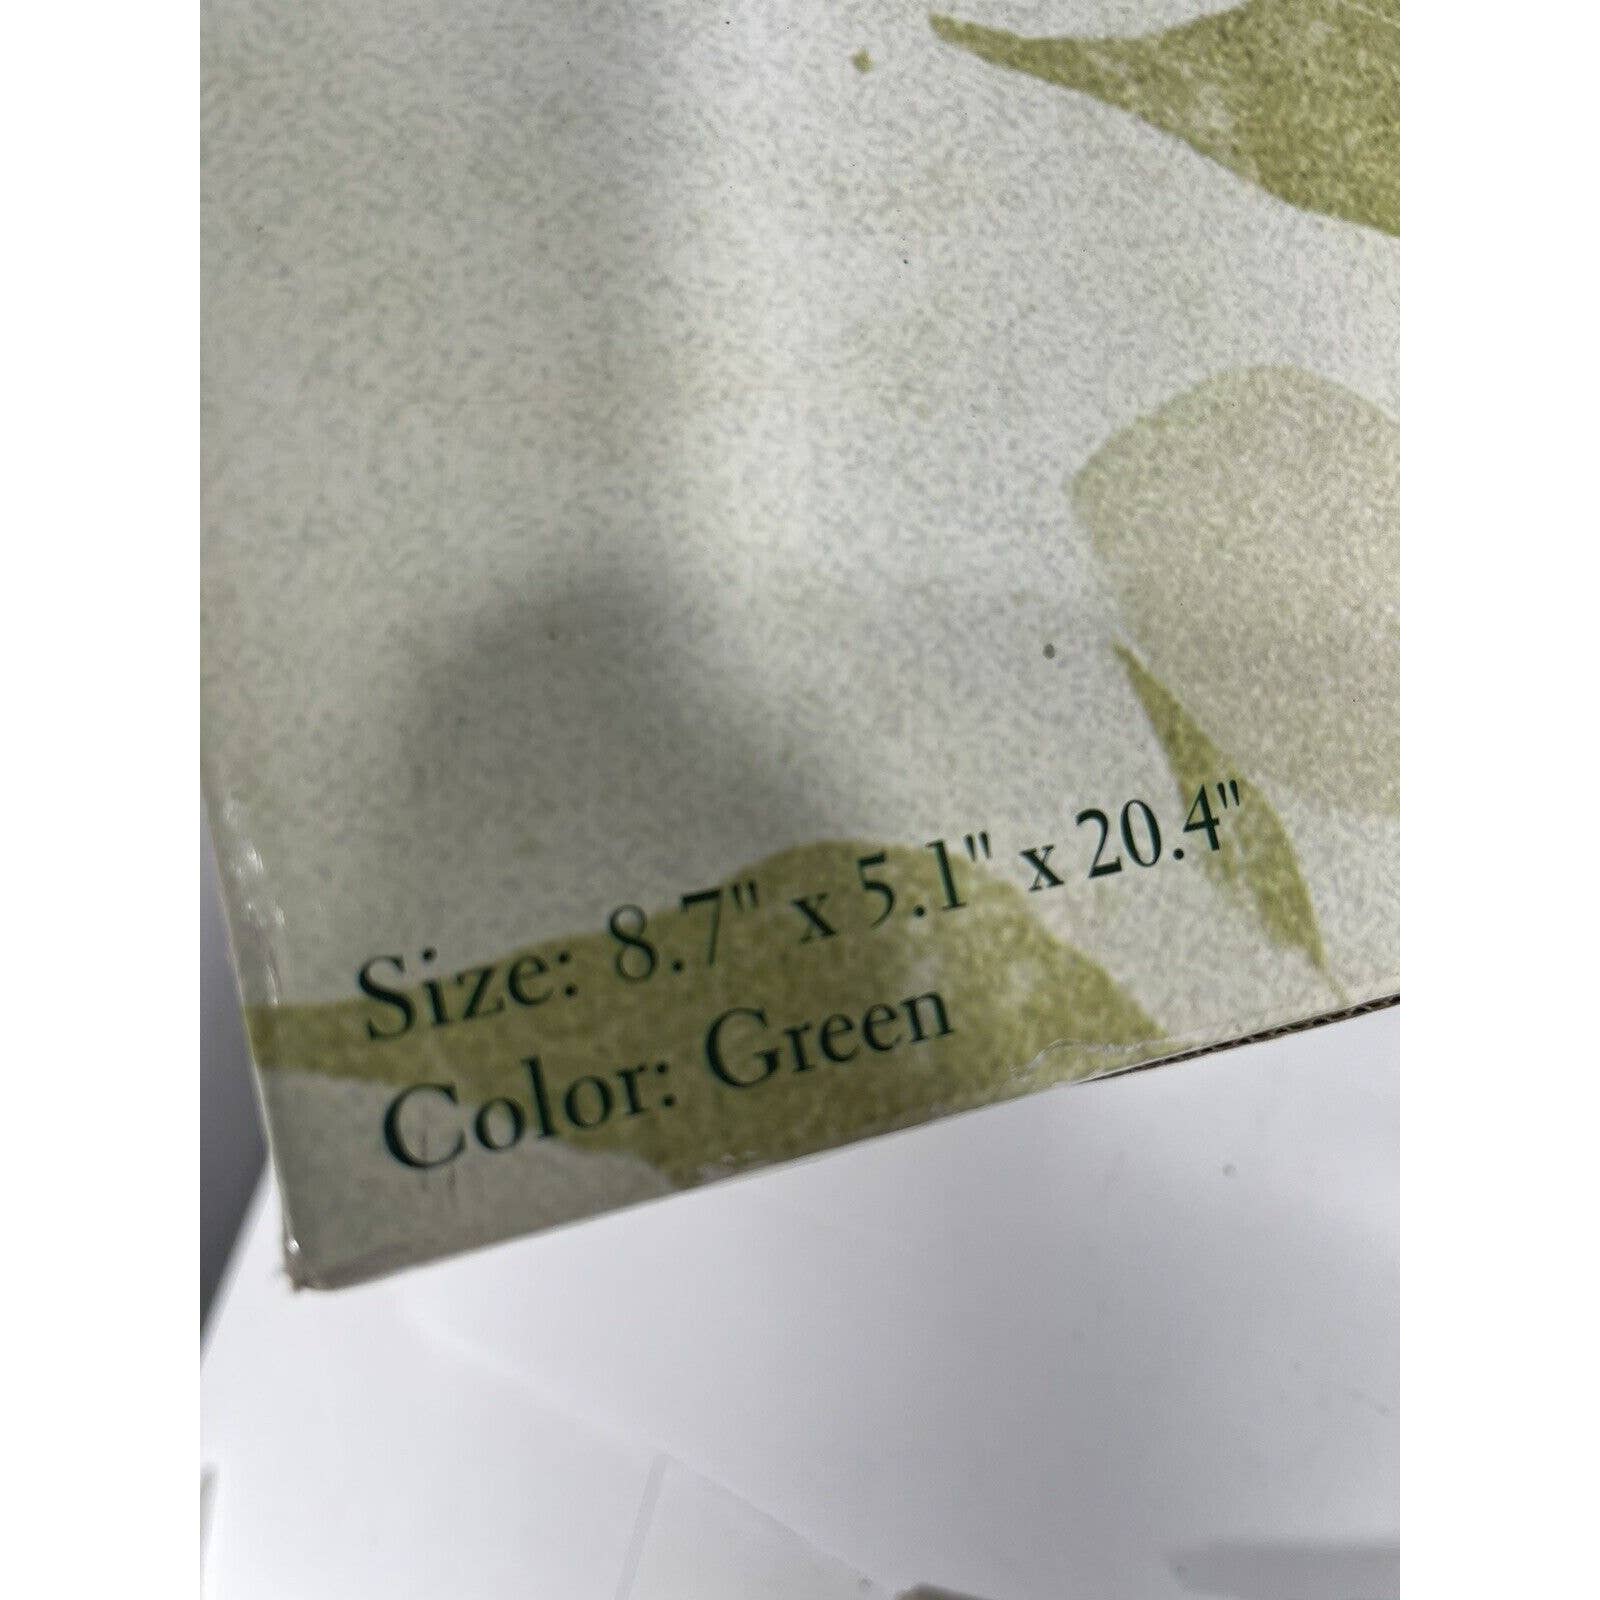 Size: 8.7" x 5.1" x 20.4"
Color: Green